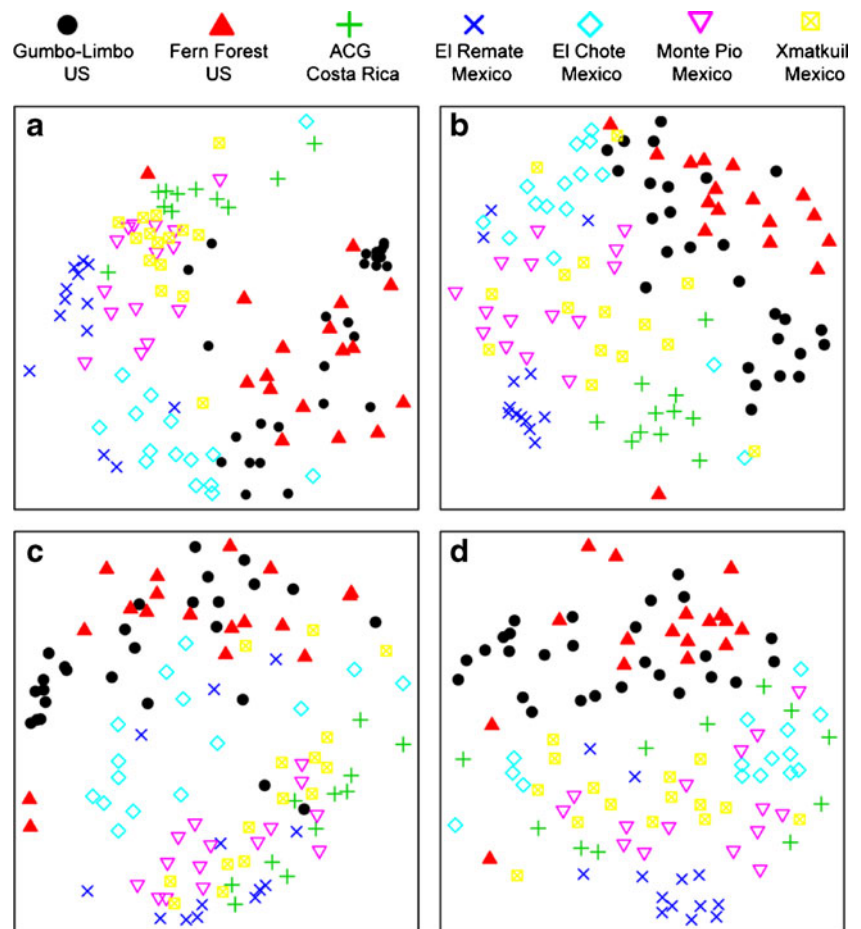 Gumbo-Limbo Fern Forest ACG El Remate El Chote Monte Pio Xmatkuil
US US Costa Rica Mexico Mexico Mexico Mexico
a b
c d